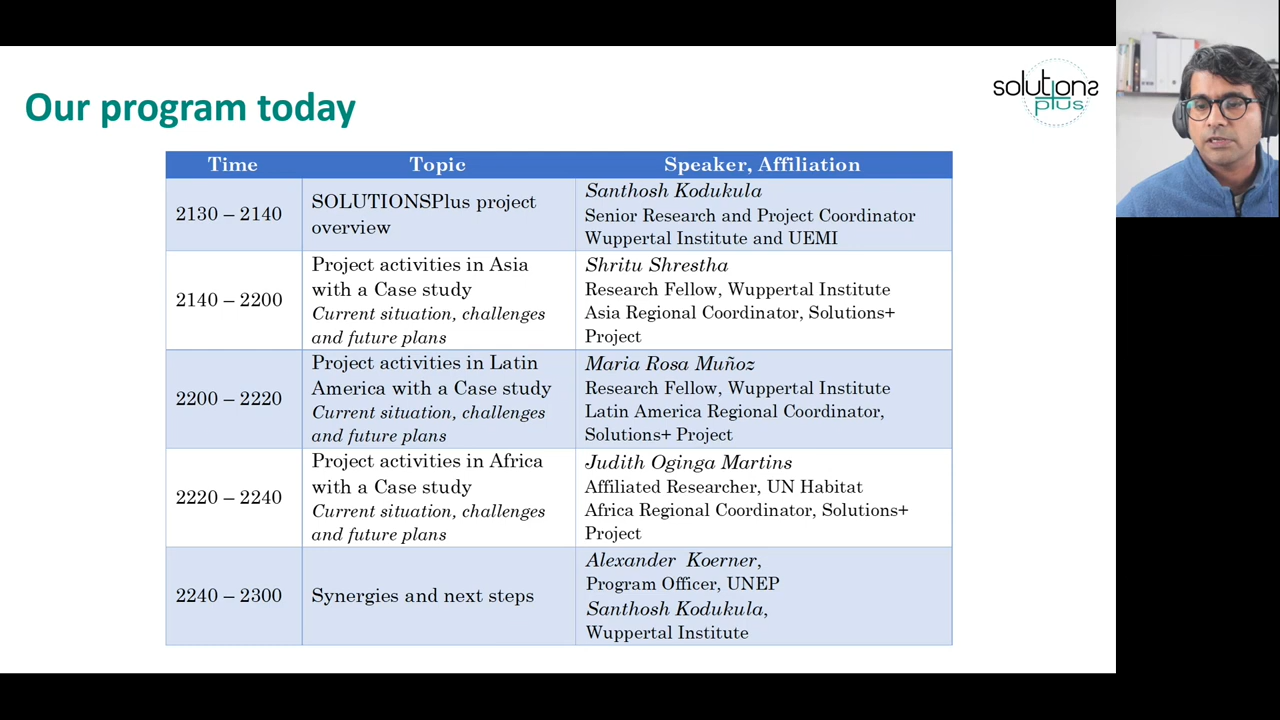 Our program today
solutions
plus
Time Topic Speaker, Affiliation
2130 – 2140
SOLUTIONSPlus project
overview
Santhosh Kodukula
Senior Research and Project Coordinator
Wuppertal Institute and UEMI
2140 – 2200
Project activities in Asia
with a Case study
Current situation, challenges
and future plans
Shritu Shrestha
Research Fellow, Wuppertal Institute
Asia Regional Coordinator, Solutions+
Project
2200 – 2220
Project activities in Latin
America with a Case study
Current situation, challenges
and future plans
Maria Rosa Muñoz
Research Fellow, Wuppertal Institute
Latin America Regional Coordinator,
Solutions+ Project
2220 – 2240
Project activities in Africa
with a Case study
Current situation, challenges
and future plans
Judith Oginga Martins
Affiliated Researcher, UN Habitat
Africa Regional Coordinator, Solutions+
Project
2240 – 2300
Synergies and next steps
Alexander Koerner,
Program Officer, UNEP
Santhosh Kodukula,
Wuppertal Institute